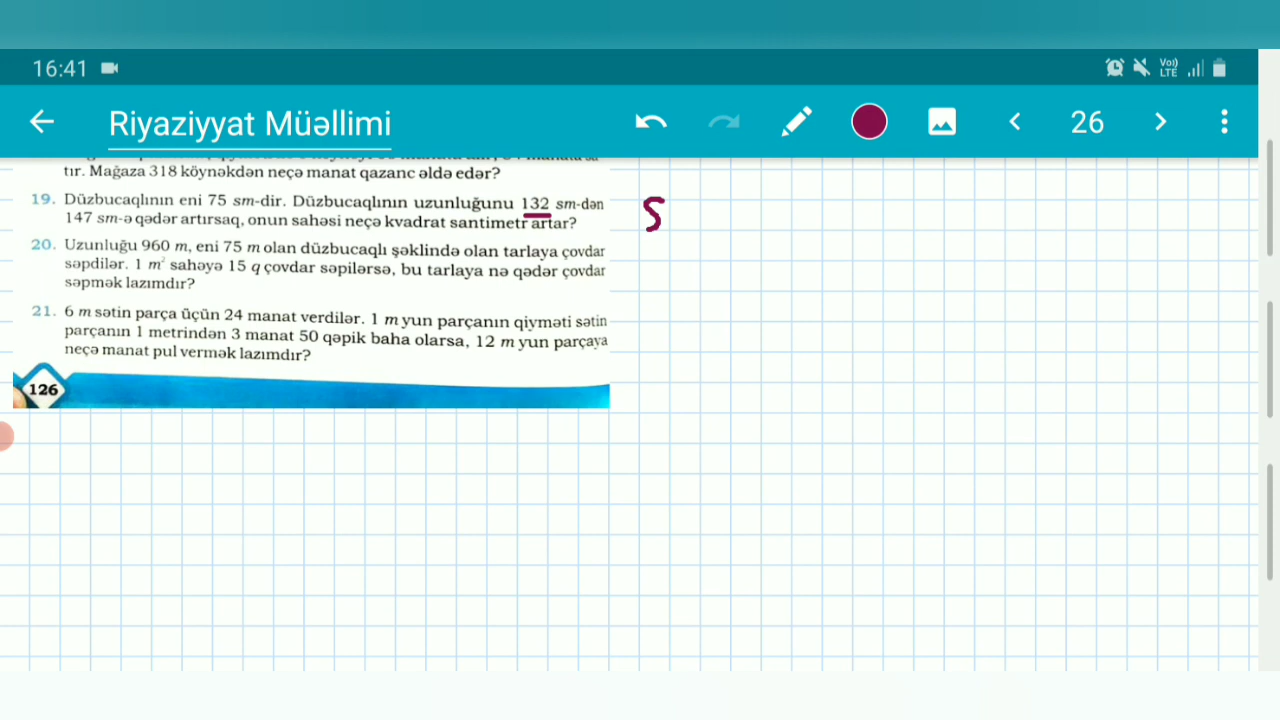 16:41
Vo)) LTE
Riyaziyyat Müəllimi
26
tır. Mağaza 318 köynəkdən neçə manat qazanc əldə edər?
19. Düzbucaqlının eni 75 sm-dir. Düzbucaqlının uzunluğunu 132 sm-dən
147 sm-ə qədər artırsaq, onun sahəsi neçə kvadrat santimetr artar?
S
20. Uzunluğu 960 m, eni 75 m olan düzbucaqlı şəklində olan tarlaya çovdar
səpdilər. 1 m² sahəyə 15 q çovdar səpilərsə, bu tarlaya nə qədər çovdar
səpmək lazımdır?
21. 6 m sətin parça üçün 24 manat verdilər. 1 m yun parçanın qiyməti sətin
parçanın 1 metrindən 3 manat 50 qəpik baha olarsa, 12 m yun parçaya
neçə manat pul vermək lazımdır?
126